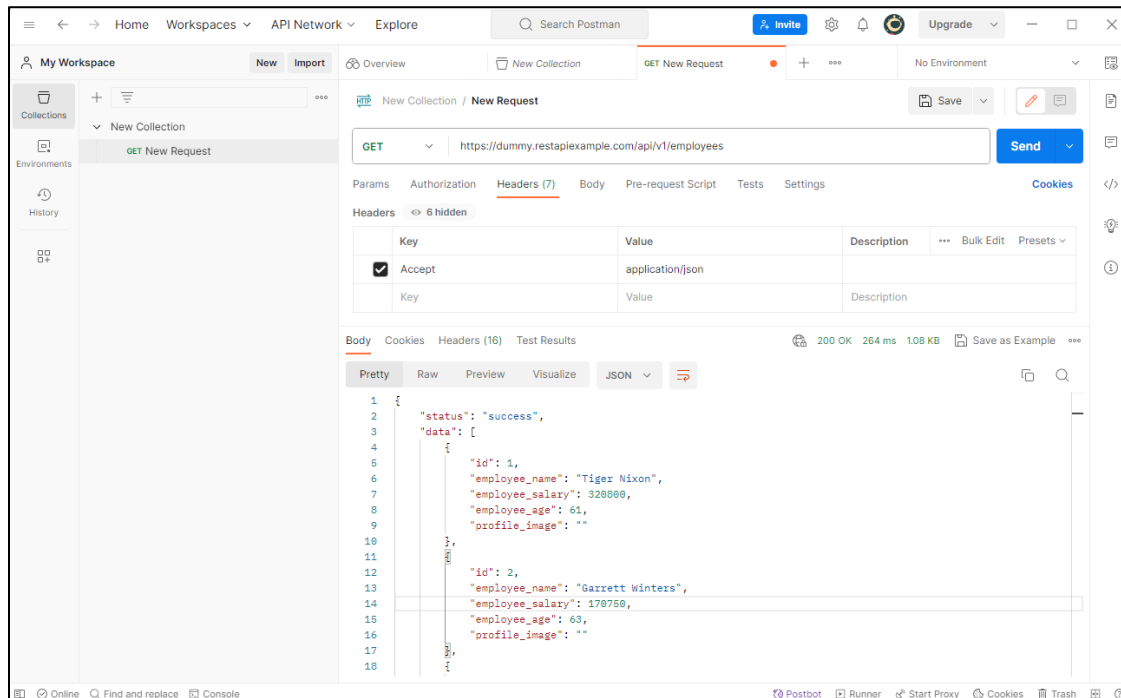 Home Workspaces API Network Explore Search Postman Invite Upgrade
My Workspace New Import Overview New Collection GET New Request No Environment
Collections
New Collection
GET New Request
Environments
History
HTTP New Collection / New Request Save
GET https://dummy.restapiexample.com/api/v1/employees Send
Params Authorization Headers (7) Body Pre-request Script Tests Settings Cookies
Headers 6 hidden
Key Value Description Bulk Edit Presets
Accept application/json
Key Value Description
Body Cookies Headers (16) Test Results 200 OK 264 ms 1.08 KB Save as Example
Pretty Raw Preview Visualize JSON
1 {
2 "status": "success",
3 "data": [
4 {
5 "id": 1,
6 "employee_name": "Tiger Nixon",
7 "employee_salary": 320800,
8 "employee_age": 61,
9 "profile_image": ""
10 },
11 {
12 "id": 2,
13 "employee_name": "Garrett Winters",
14 "employee_salary": 170750,
15 "employee_age": 63,
16 "profile_image": ""
17 },
18 {
Online Find and replace Console Postbot Runner Start Proxy Cookies Trash